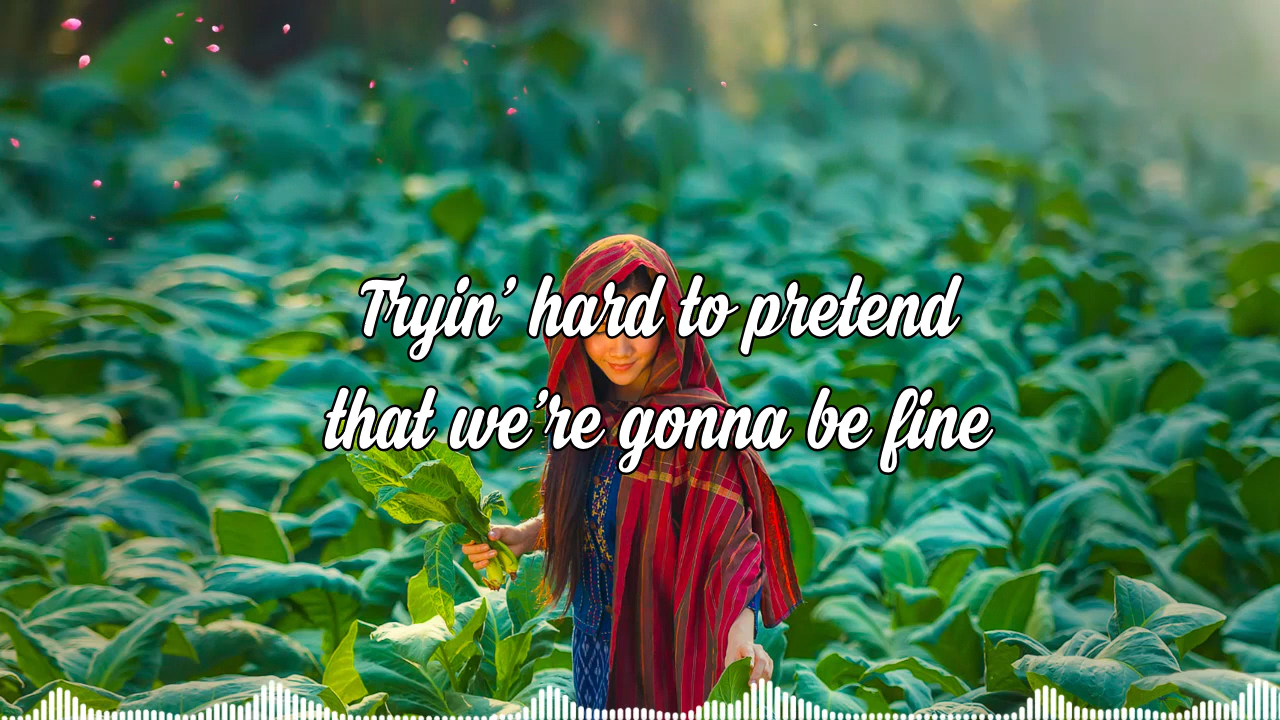 Tryin’ hard to pretend
that we’re gonna be fine